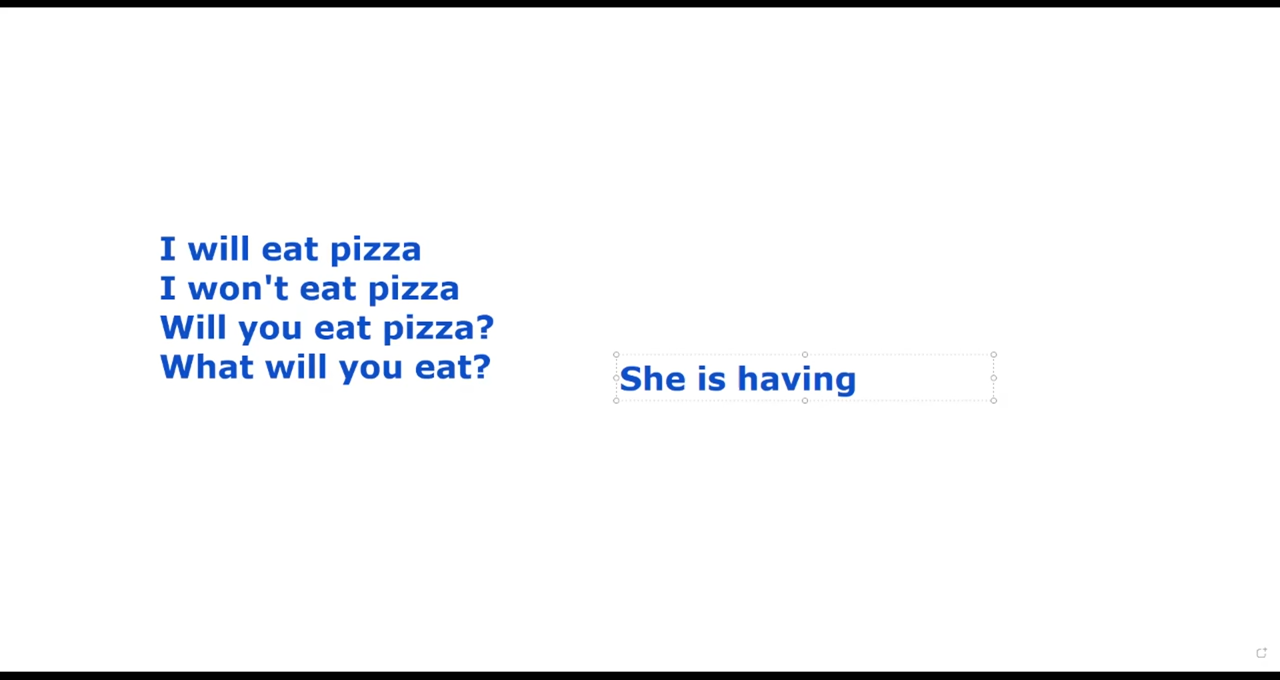 I will eat pizza
I won't eat pizza
Will you eat pizza?
What will you eat?
She is having